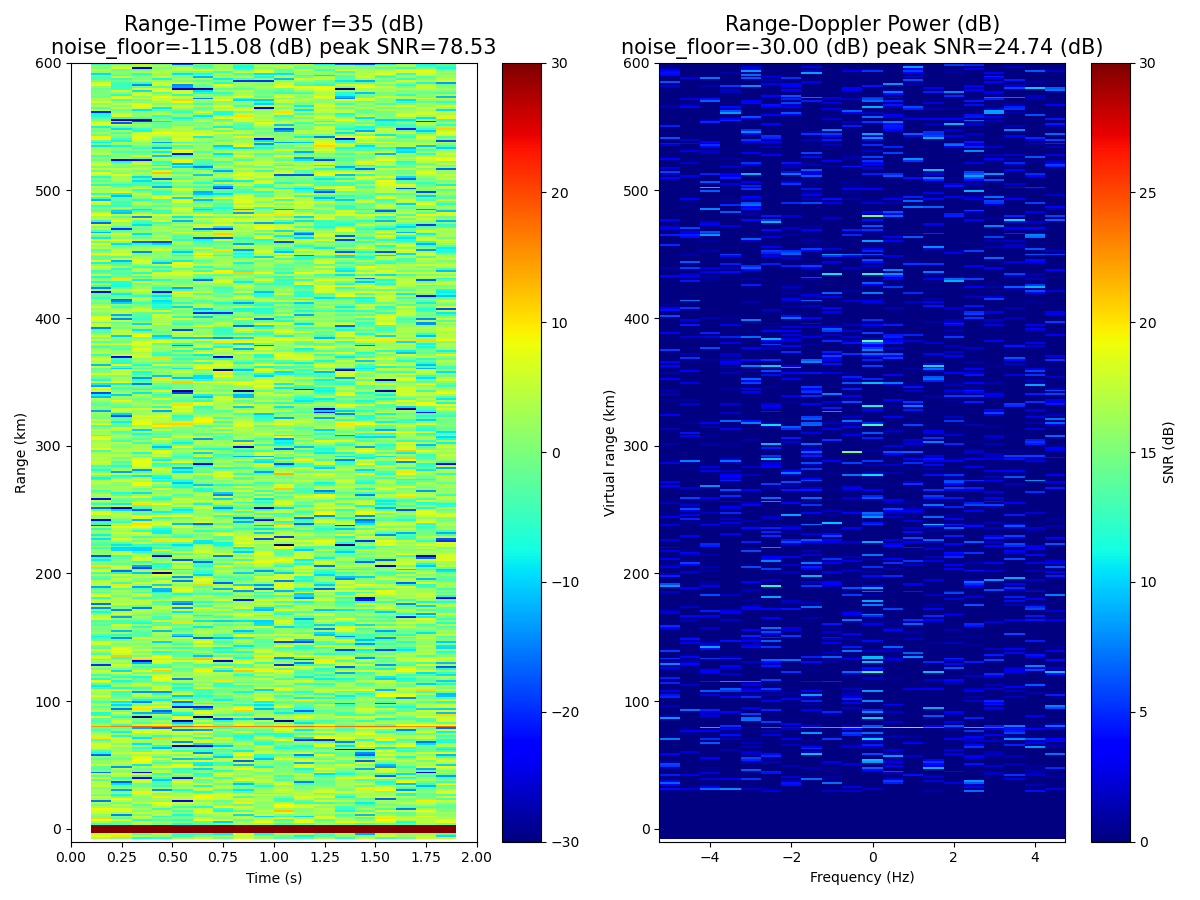 Range-Time Power f=35 (dB)
noise_floor=-115.08 (dB) peak SNR=78.53
600
500
400
300
200
100
0
Range (km)
0.00 0.25 0.50 0.75 1.00 1.25 1.50 1.75 2.00
Time (s)
30
20
10
0
−10
−20
−30
Range-Doppler Power (dB)
noise_floor=-30.00 (dB) peak SNR=24.74 (dB)
600
500
400
300
200
100
0
Virtual range (km)
−4 −2 0 2 4
Frequency (Hz)
30
25
20
15
10
5
0
SNR (dB)